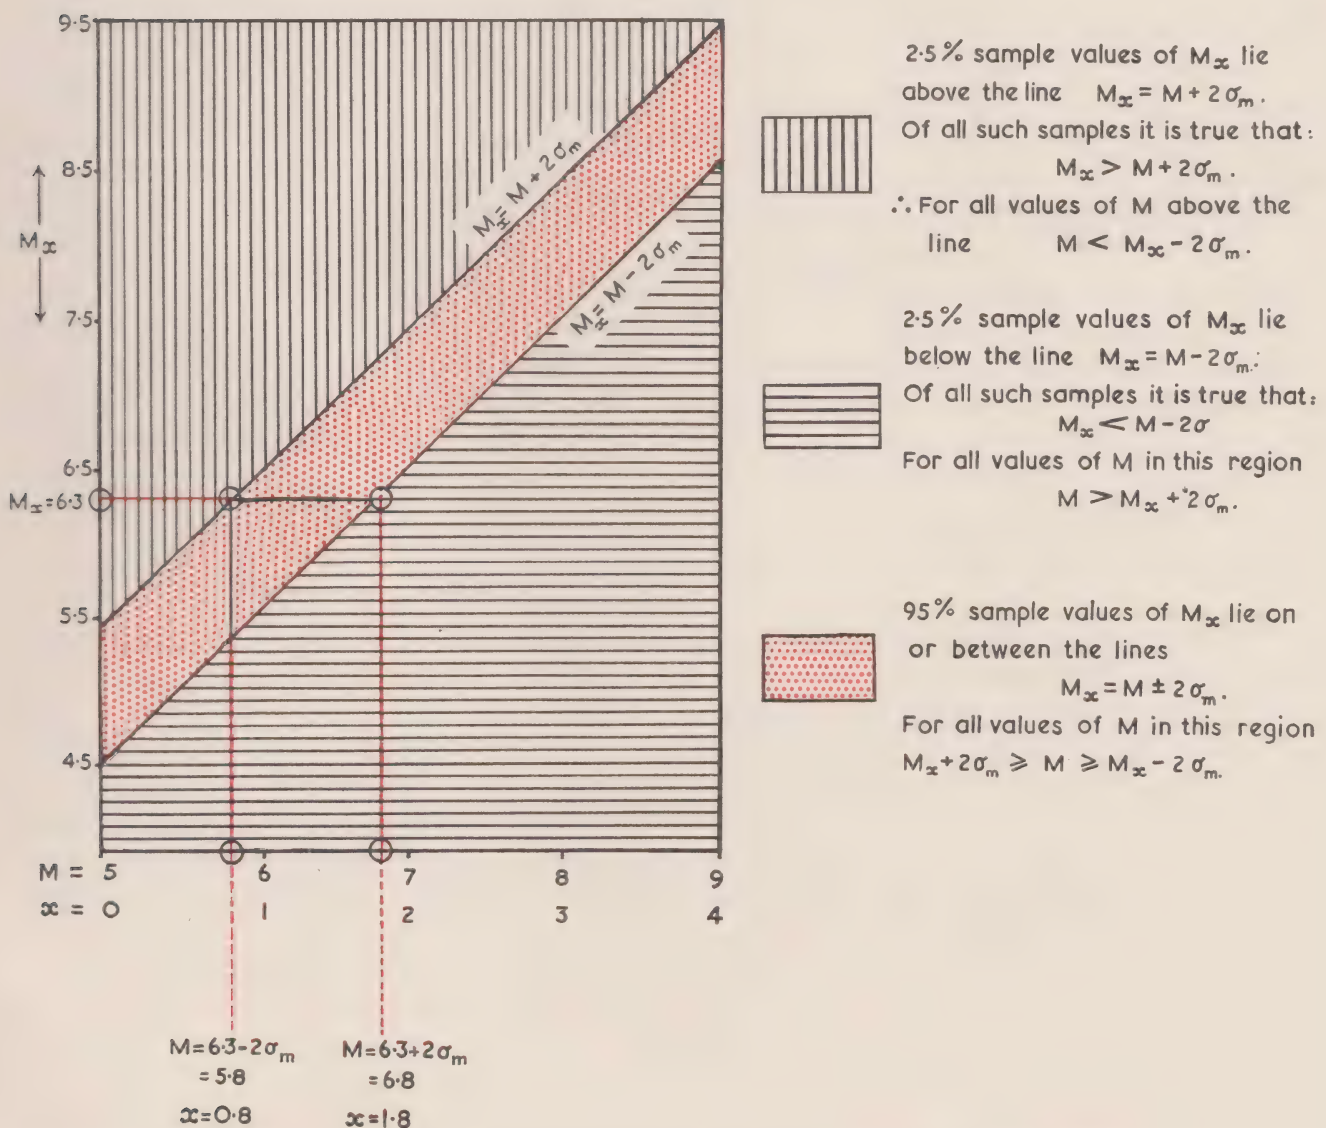 9·5
8·5
Mx
7·5
6·5
Mx=6·3
5·5
4·5
Mx = M + 2σm
Mx = M - 2σm
M = 5 6 7 8 9
x = 0 1 2 3 4
M=6·3-2σm
=5·8
x=0·8
M=6·3+2σm
=6·8
x=1·8
2·5% sample values of Mx lie
above the line Mx = M + 2σm.
Of all such samples it is true that:
Mx > M + 2σm.
∴ For all values of M above the
line M < Mx - 2σm.
2·5% sample values of Mx lie
below the line Mx = M - 2σm:
Of all such samples it is true that:
Mx < M - 2σ
For all values of M in this region
M > Mx + 2σm.
95% sample values of Mx lie on
or between the lines
Mx = M ± 2σm.
For all values of M in this region
Mx + 2σm ⩾ M ⩾ Mx - 2σm.